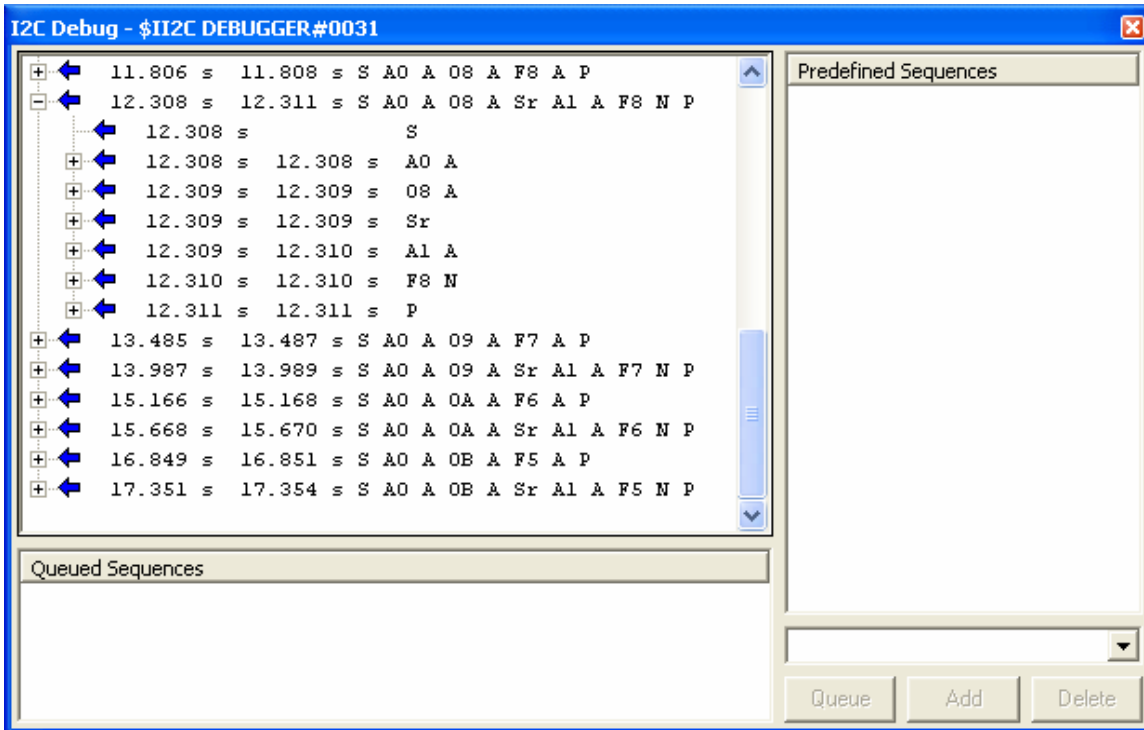 I2C Debug - $II2C DEBUGGER#0031
11.806 s 11.808 s S A0 A 08 A F8 A P
12.308 s 12.311 s S A0 A 08 A Sr A1 A F8 N P
12.308 s S
12.308 s 12.308 s A0 A
12.309 s 12.309 s 08 A
12.309 s 12.309 s Sr
12.309 s 12.310 s A1 A
12.310 s 12.310 s F8 N
12.311 s 12.311 s P
13.485 s 13.487 s S A0 A 09 A F7 A P
13.987 s 13.989 s S A0 A 09 A Sr A1 A F7 N P
15.166 s 15.168 s S A0 A 0A A F6 A P
15.668 s 15.670 s S A0 A 0A A Sr A1 A F6 N P
16.849 s 16.851 s S A0 A 0B A F5 A P
17.351 s 17.354 s S A0 A 0B A Sr A1 A F5 N P
Queued Sequences
Predefined Sequences
Queue Add Delete